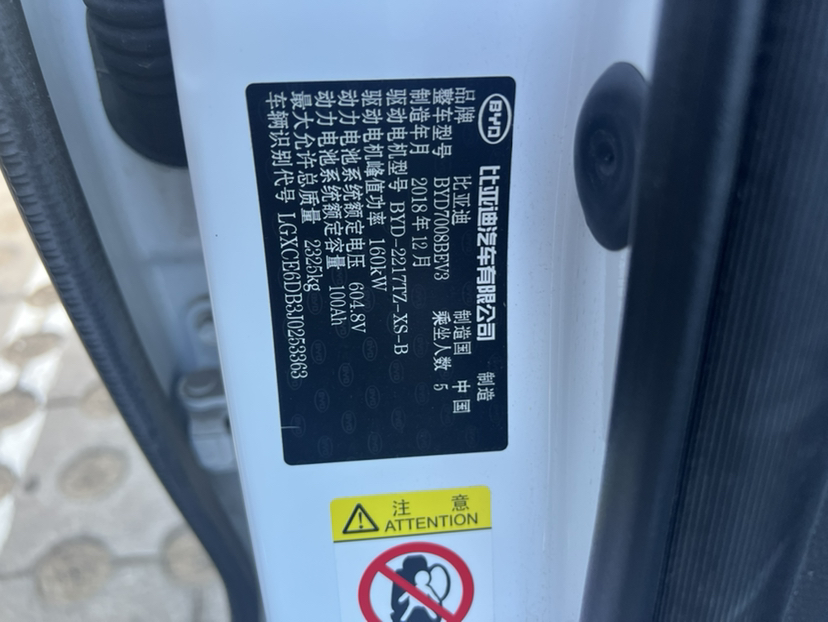 BYD 比亚迪汽车有限公司 制造
品牌 比亚迪 制造国 中国
整车型号 BYD7008BEV3 乘坐人数 5
制造年月 2018年12月
驱动电机型号 BYD-2217TZ-XS-B
驱动电机峰值功率 160kW
动力电池系统额定电压 604.8V
动力电池系统额定容量 100Ah
最大允许总质量 2325kg
车辆识别代号 LGXCE6DB3J0253363
注意
ATTENTION